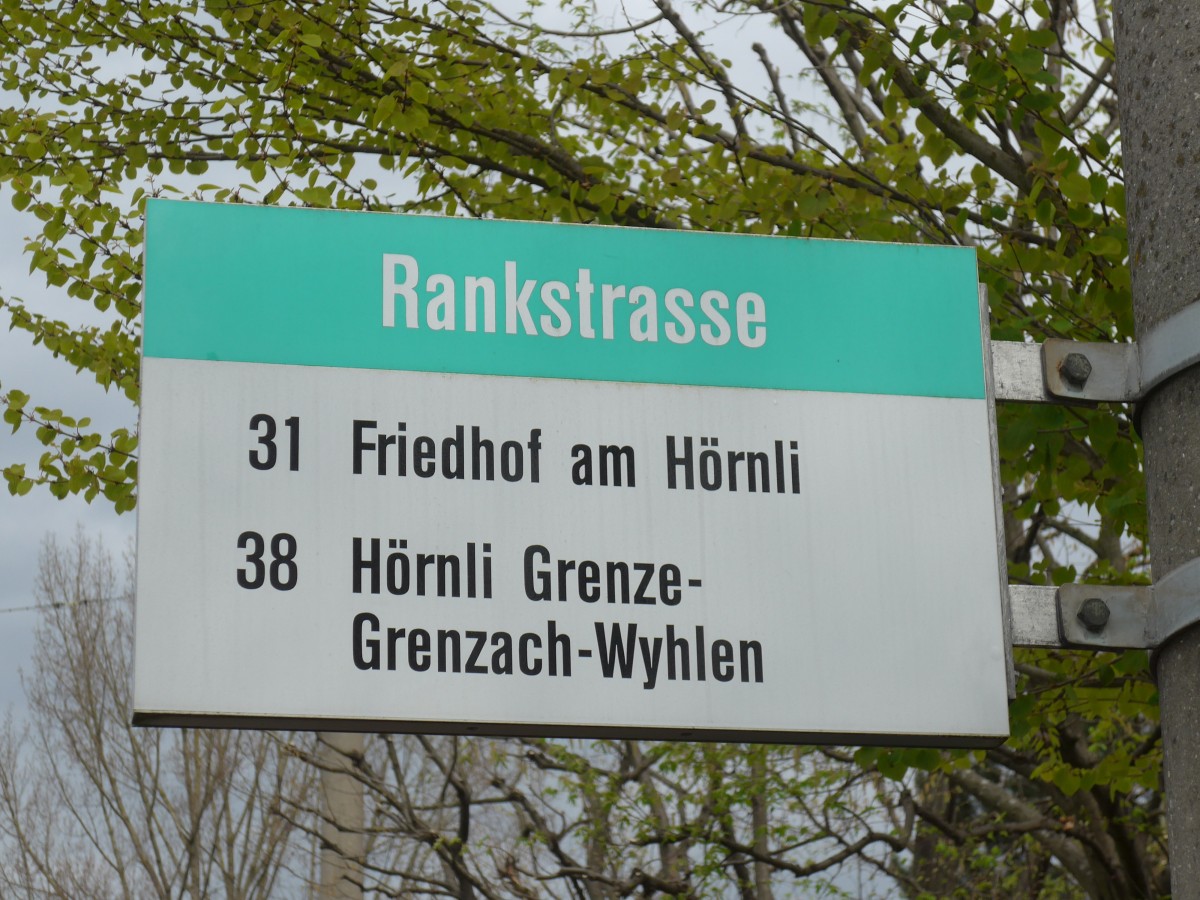 Rankstrasse
31 Friedhof am Hörnli
38 Hörnli Grenze-
Grenzach-Wyhlen